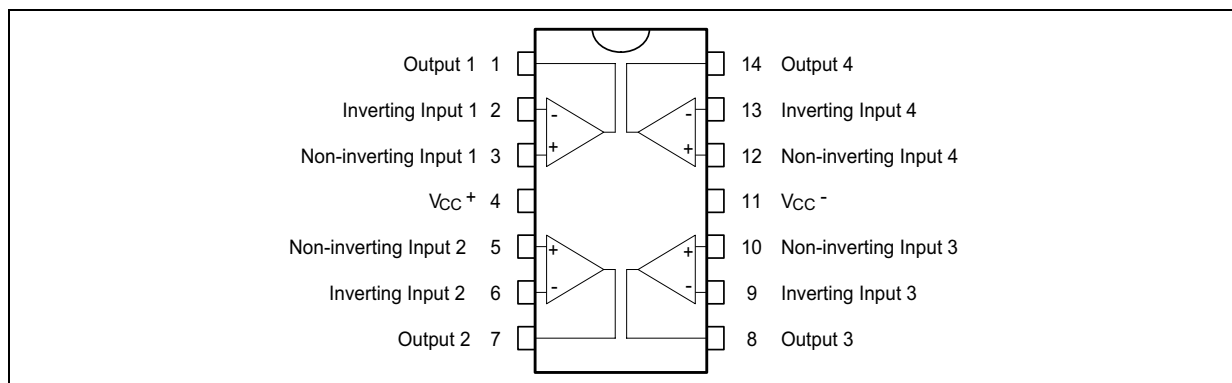 Output 1 1 14 Output 4
Inverting Input 1 2 - - 13 Inverting Input 4
Non-inverting Input 1 3 + + 12 Non-inverting Input 4
VCC + 4 11 VCC -
Non-inverting Input 2 5 + + 10 Non-inverting Input 3
Inverting Input 2 6 - - 9 Inverting Input 3
Output 2 7 8 Output 3